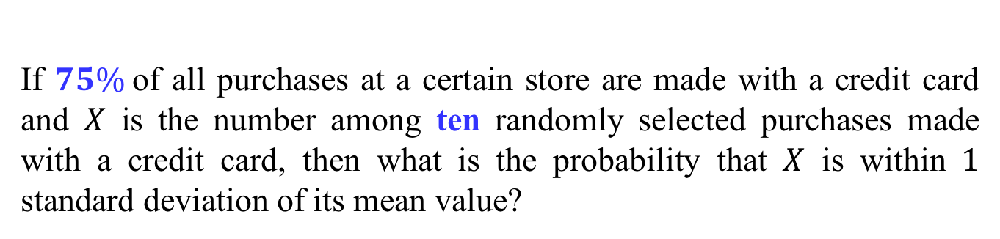 If 75% of all purchases at a certain store are made with a credit card
and X is the number among ten randomly selected purchases made
with a credit card, then what is the probability that X is within 1
standard deviation of its mean value?